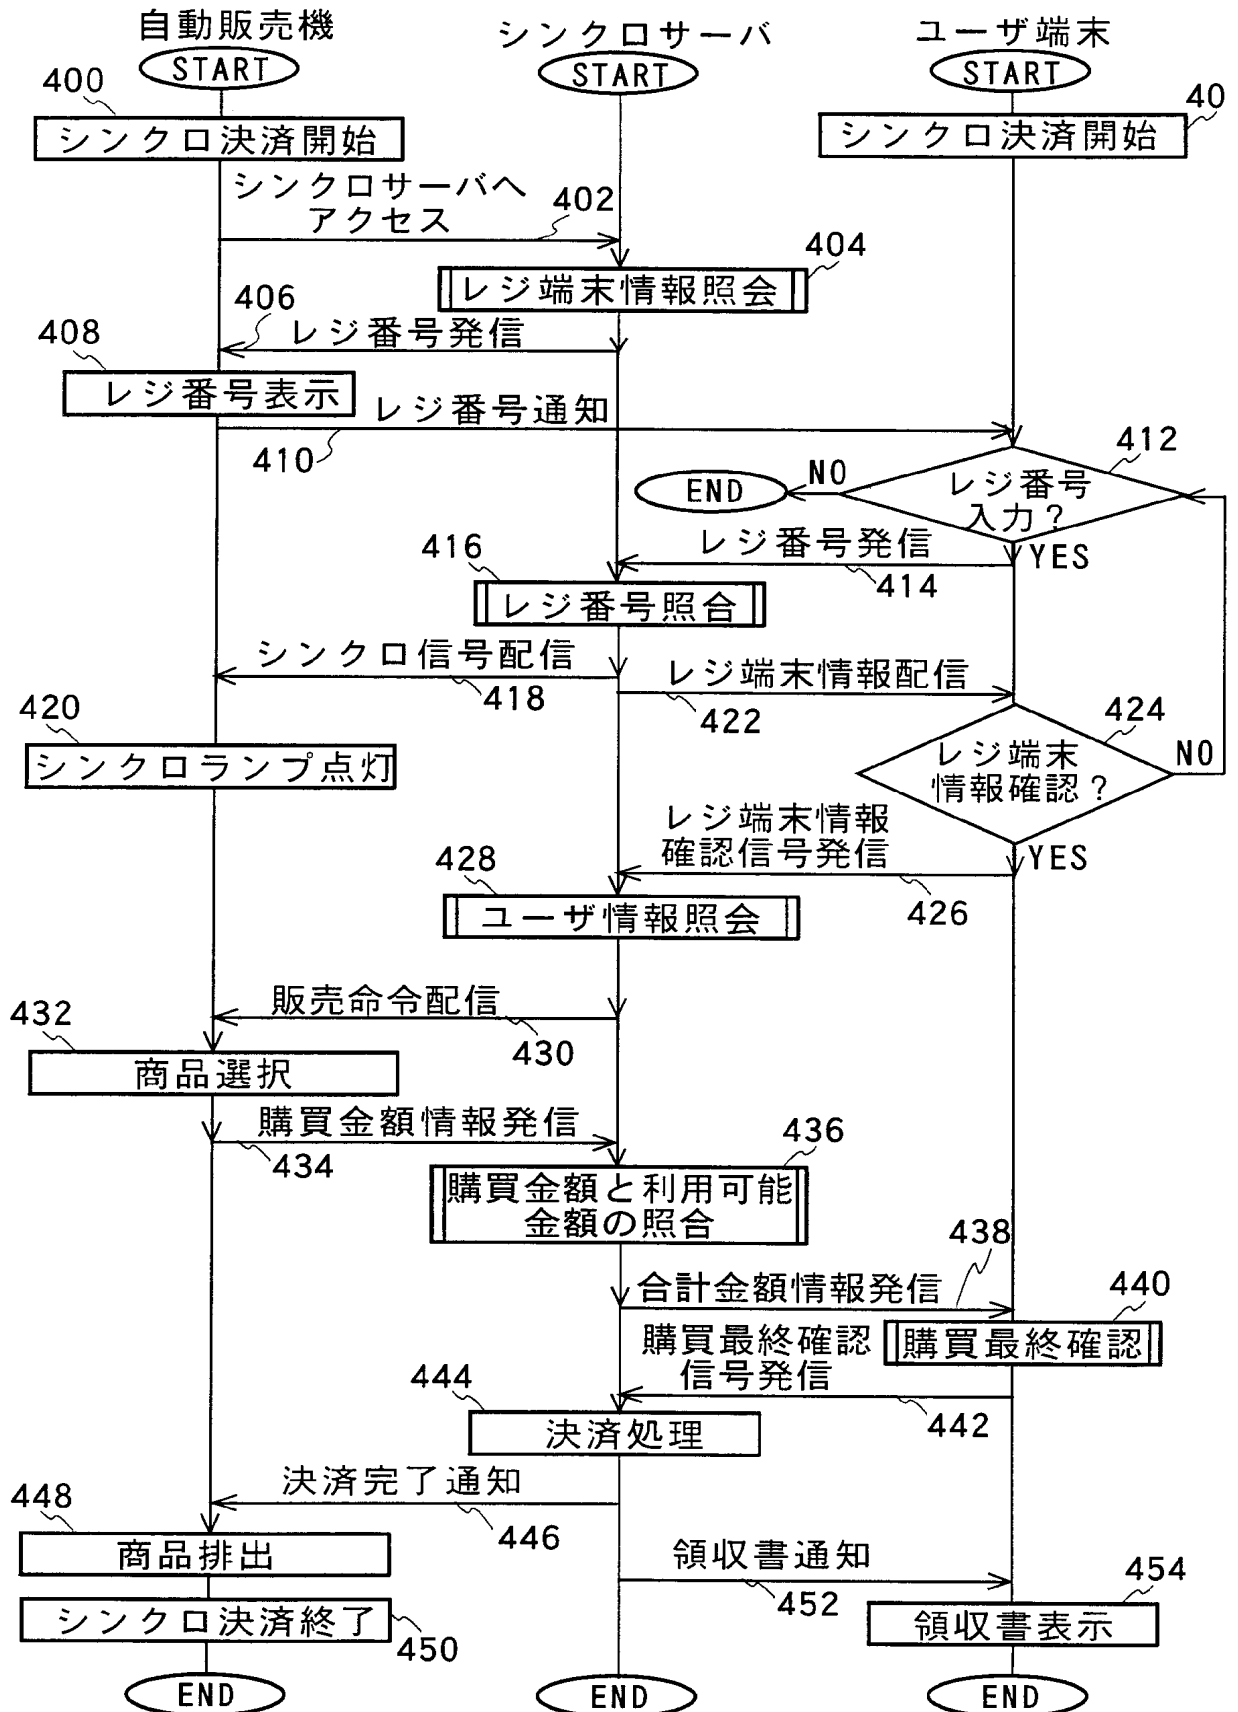 自動販売機
シンクロサーバ
ユーザ端末
START
START
START
400
40
シンクロ決済開始
シンクロ決済開始
シンクロサーバへ
アクセス
402
404
レジ端末情報照会
406
レジ番号発信
408
レジ番号表示
レジ番号通知
410
412
レジ番号
入力？
NO
END
YES
レジ番号発信
414
416
レジ番号照合
シンクロ信号配信
418
レジ端末情報配信
422
420
シンクロランプ点灯
424
レジ端末
情報確認？
NO
YES
レジ端末情報
確認信号発信
426
428
ユーザ情報照会
販売命令配信
430
432
商品選択
購買金額情報発信
434
436
購買金額と利用可能
金額の照合
438
合計金額情報発信
440
購買最終確認
購買最終確認
信号発信
442
444
決済処理
決済完了通知
446
448
商品排出
領収書通知
452
454
シンクロ決済終了
450
領収書表示
END
END
END